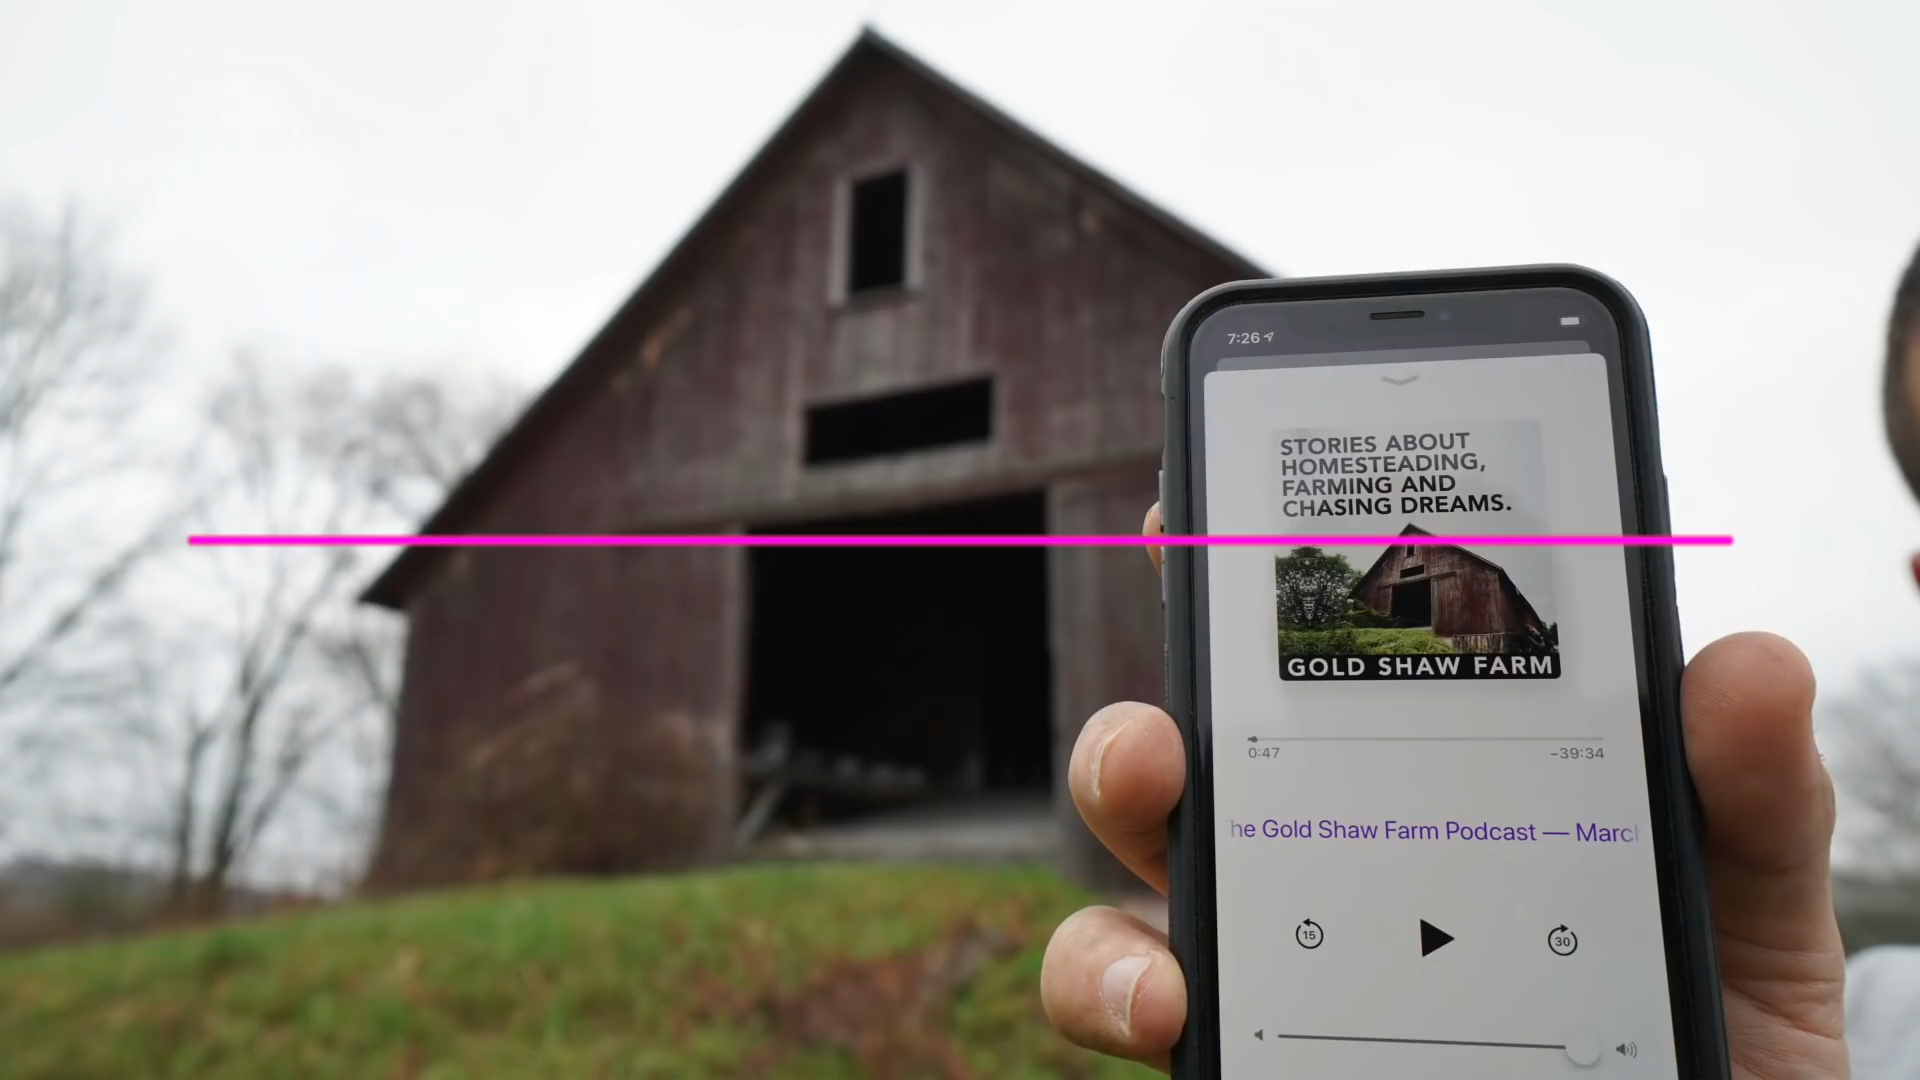 7:26
STORIES ABOUT
HOMESTEADING,
FARMING AND
CHASING DREAMS.
GOLD SHAW FARM
0:47
-39:34
he Gold Shaw Farm Podcast — Marc
15
30